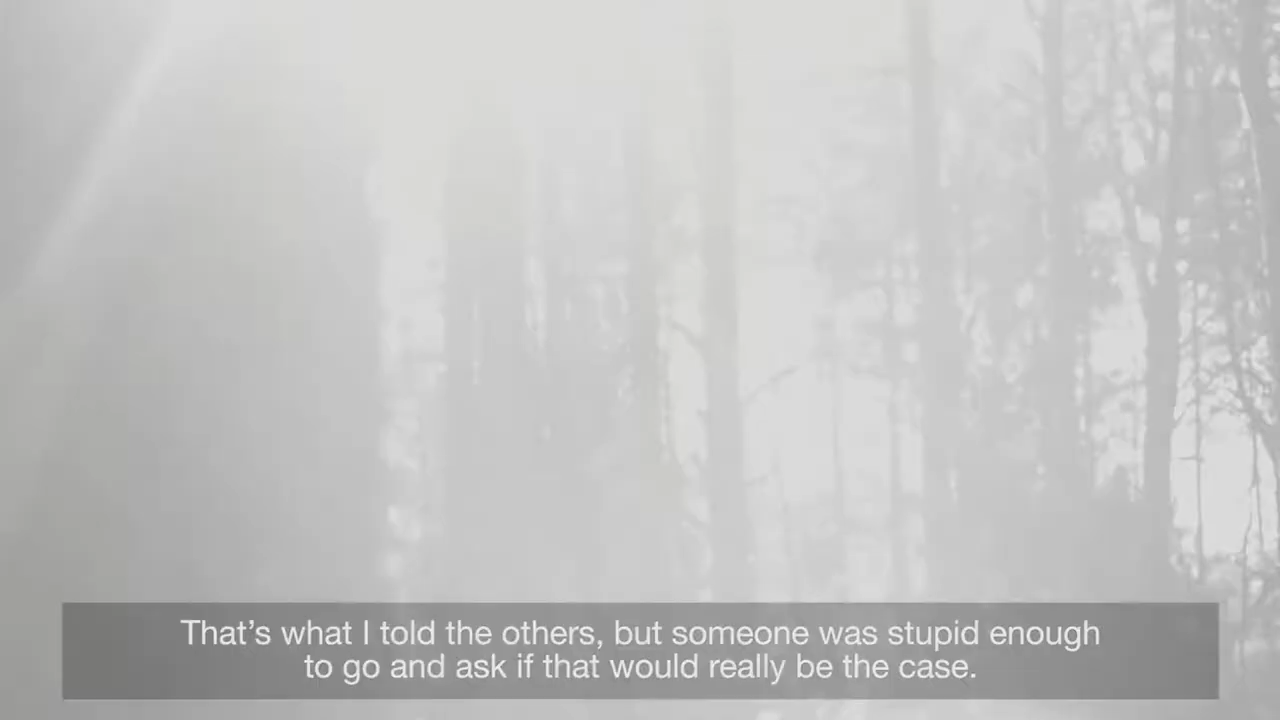 That’s what I told the others, but someone was stupid enough
to go and ask if that would really be the case.